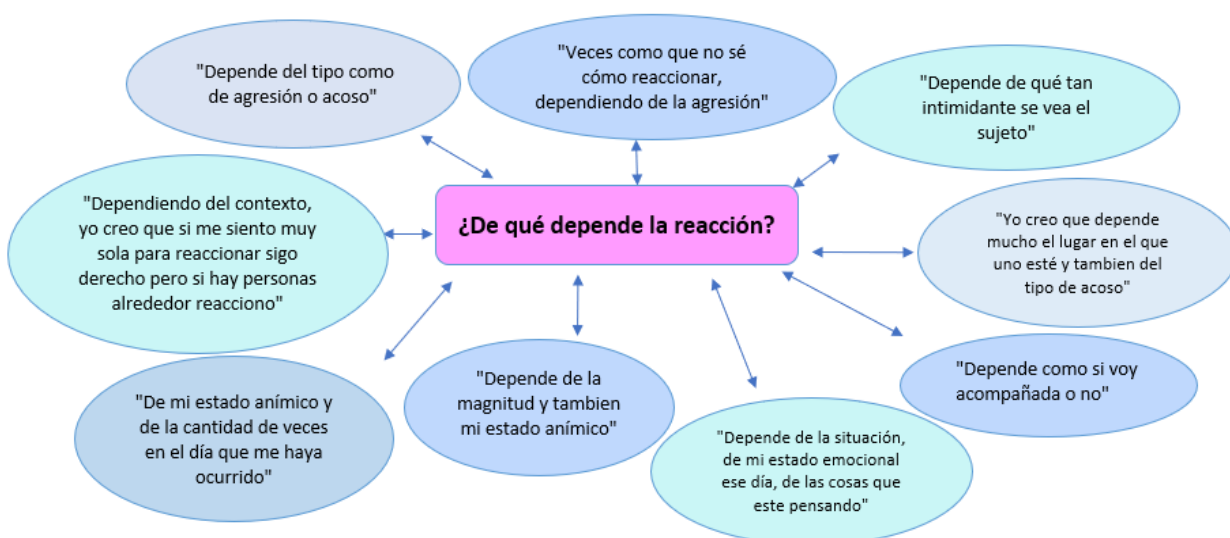 "Depende del tipo como
de agresión o acoso"
"Veces como que no sé
cómo reaccionar,
dependiendo de la agresión"
"Depende de qué tan
intimidante se vea el
sujeto"
"Dependiendo del contexto,
yo creo que si me siento muy
sola para reaccionar sigo
derecho pero si hay personas
alrededor reacciono"
¿De qué depende la reacción?
"Yo creo que depende
mucho el lugar en el que
uno esté y tambien del
tipo de acoso"
"De mi estado anímico y
de la cantidad de veces
en el día que me haya
ocurrido"
"Depende de la
magnitud y tambien
mi estado anímico"
"Depende de la situación,
de mi estado emocional
ese día, de las cosas que
este pensando"
"Depende como si voy
acompañada o no"